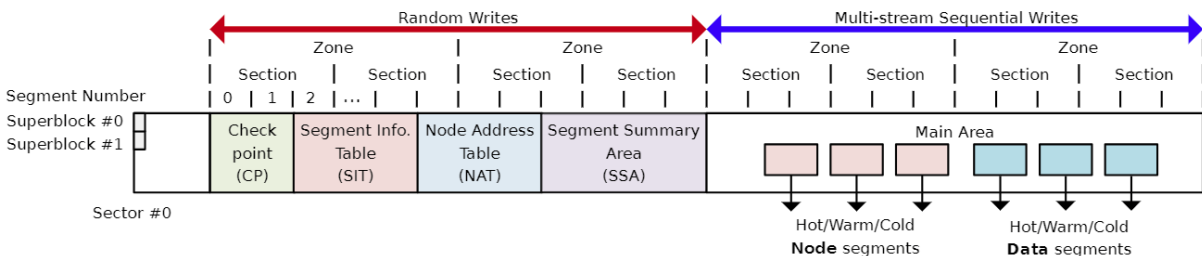 Random Writes
Multi-stream Sequential Writes
Zone Zone Zone Zone
Section Section Section Section Section Section Section Section
Segment Number 0 1 2 ...
Superblock #0
Superblock #1
Check
point
(CP)
Segment Info.
Table
(SIT)
Node Address
Table
(NAT)
Segment Summary
Area
(SSA)
Main Area
Sector #0
Hot/Warm/Cold
Node segments
Hot/Warm/Cold
Data segments